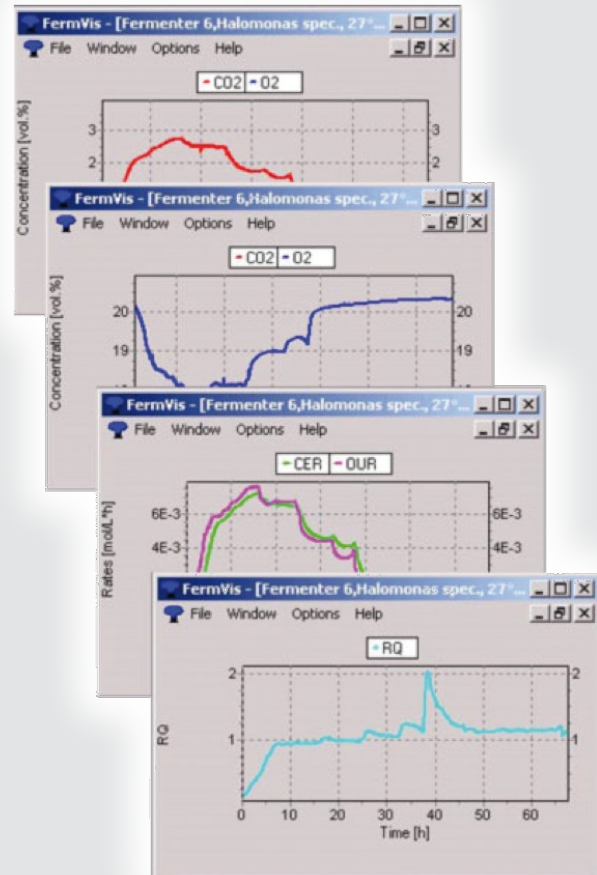 FermVis - [Fermenter 6,Halomonas spec., 27°...
File Window Options Help
CO2 O2
Concentration [vol.%]
3 3
2 2
FermVis - [Fermenter 6,Halomonas spec., 27°...
File Window Options Help
CO2 O2
Concentration [vol.%]
20 20
19 19
FermVis - [Fermenter 6,Halomonas spec., 27°...
File Window Options Help
CER OUR
Rates [mol/L*h]
6E-3 6E-3
4E-3 4E-3
FermVis - [Fermenter 6,Halomonas spec., 27°...
File Window Options Help
RQ
RQ
2 2
1 1
0 10 20 30 40 50 60
Time [h]